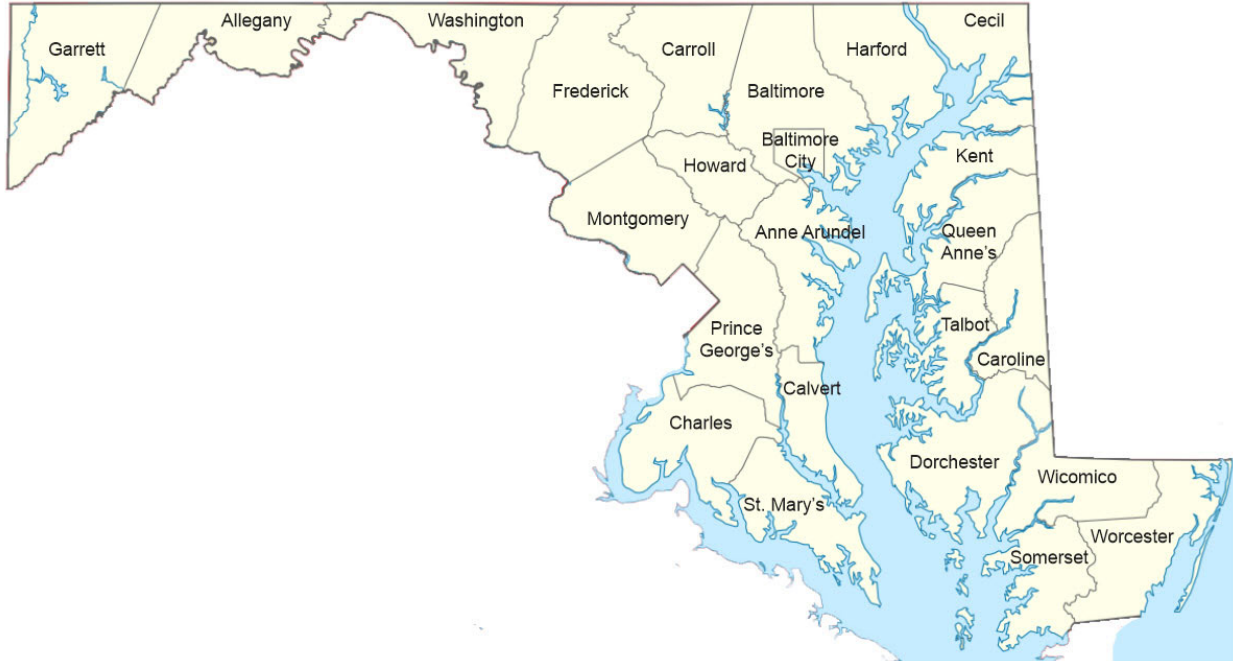 Garrett
Allegany
Washington
Frederick
Carroll
Baltimore
Harford
Cecil
Baltimore
City
Howard
Kent
Montgomery
Anne Arundel
Queen
Anne's
Prince
George's
Talbot
Caroline
Calvert
Charles
Dorchester
Wicomico
St. Mary's
Worcester
Somerset